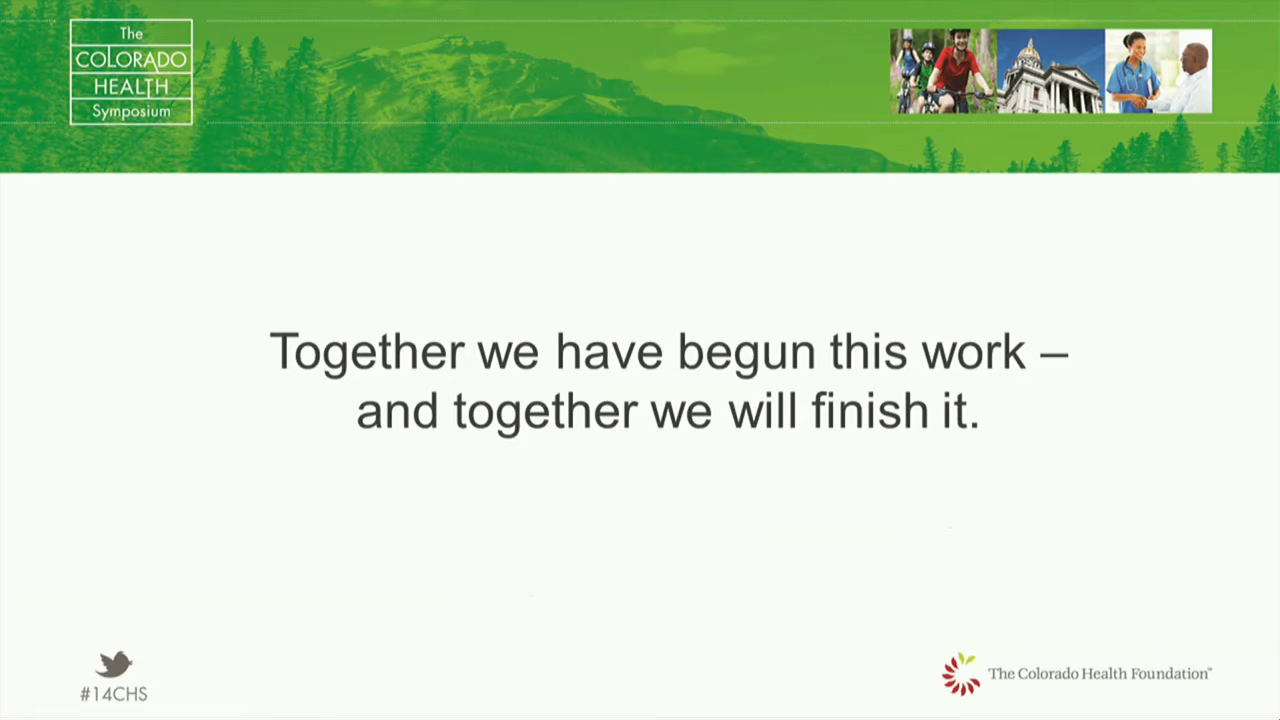 The
COLORADO
HEALTH
Symposium
Together we have begun this work –
and together we will finish it.
#14CHS
The Colorado Health Foundation™